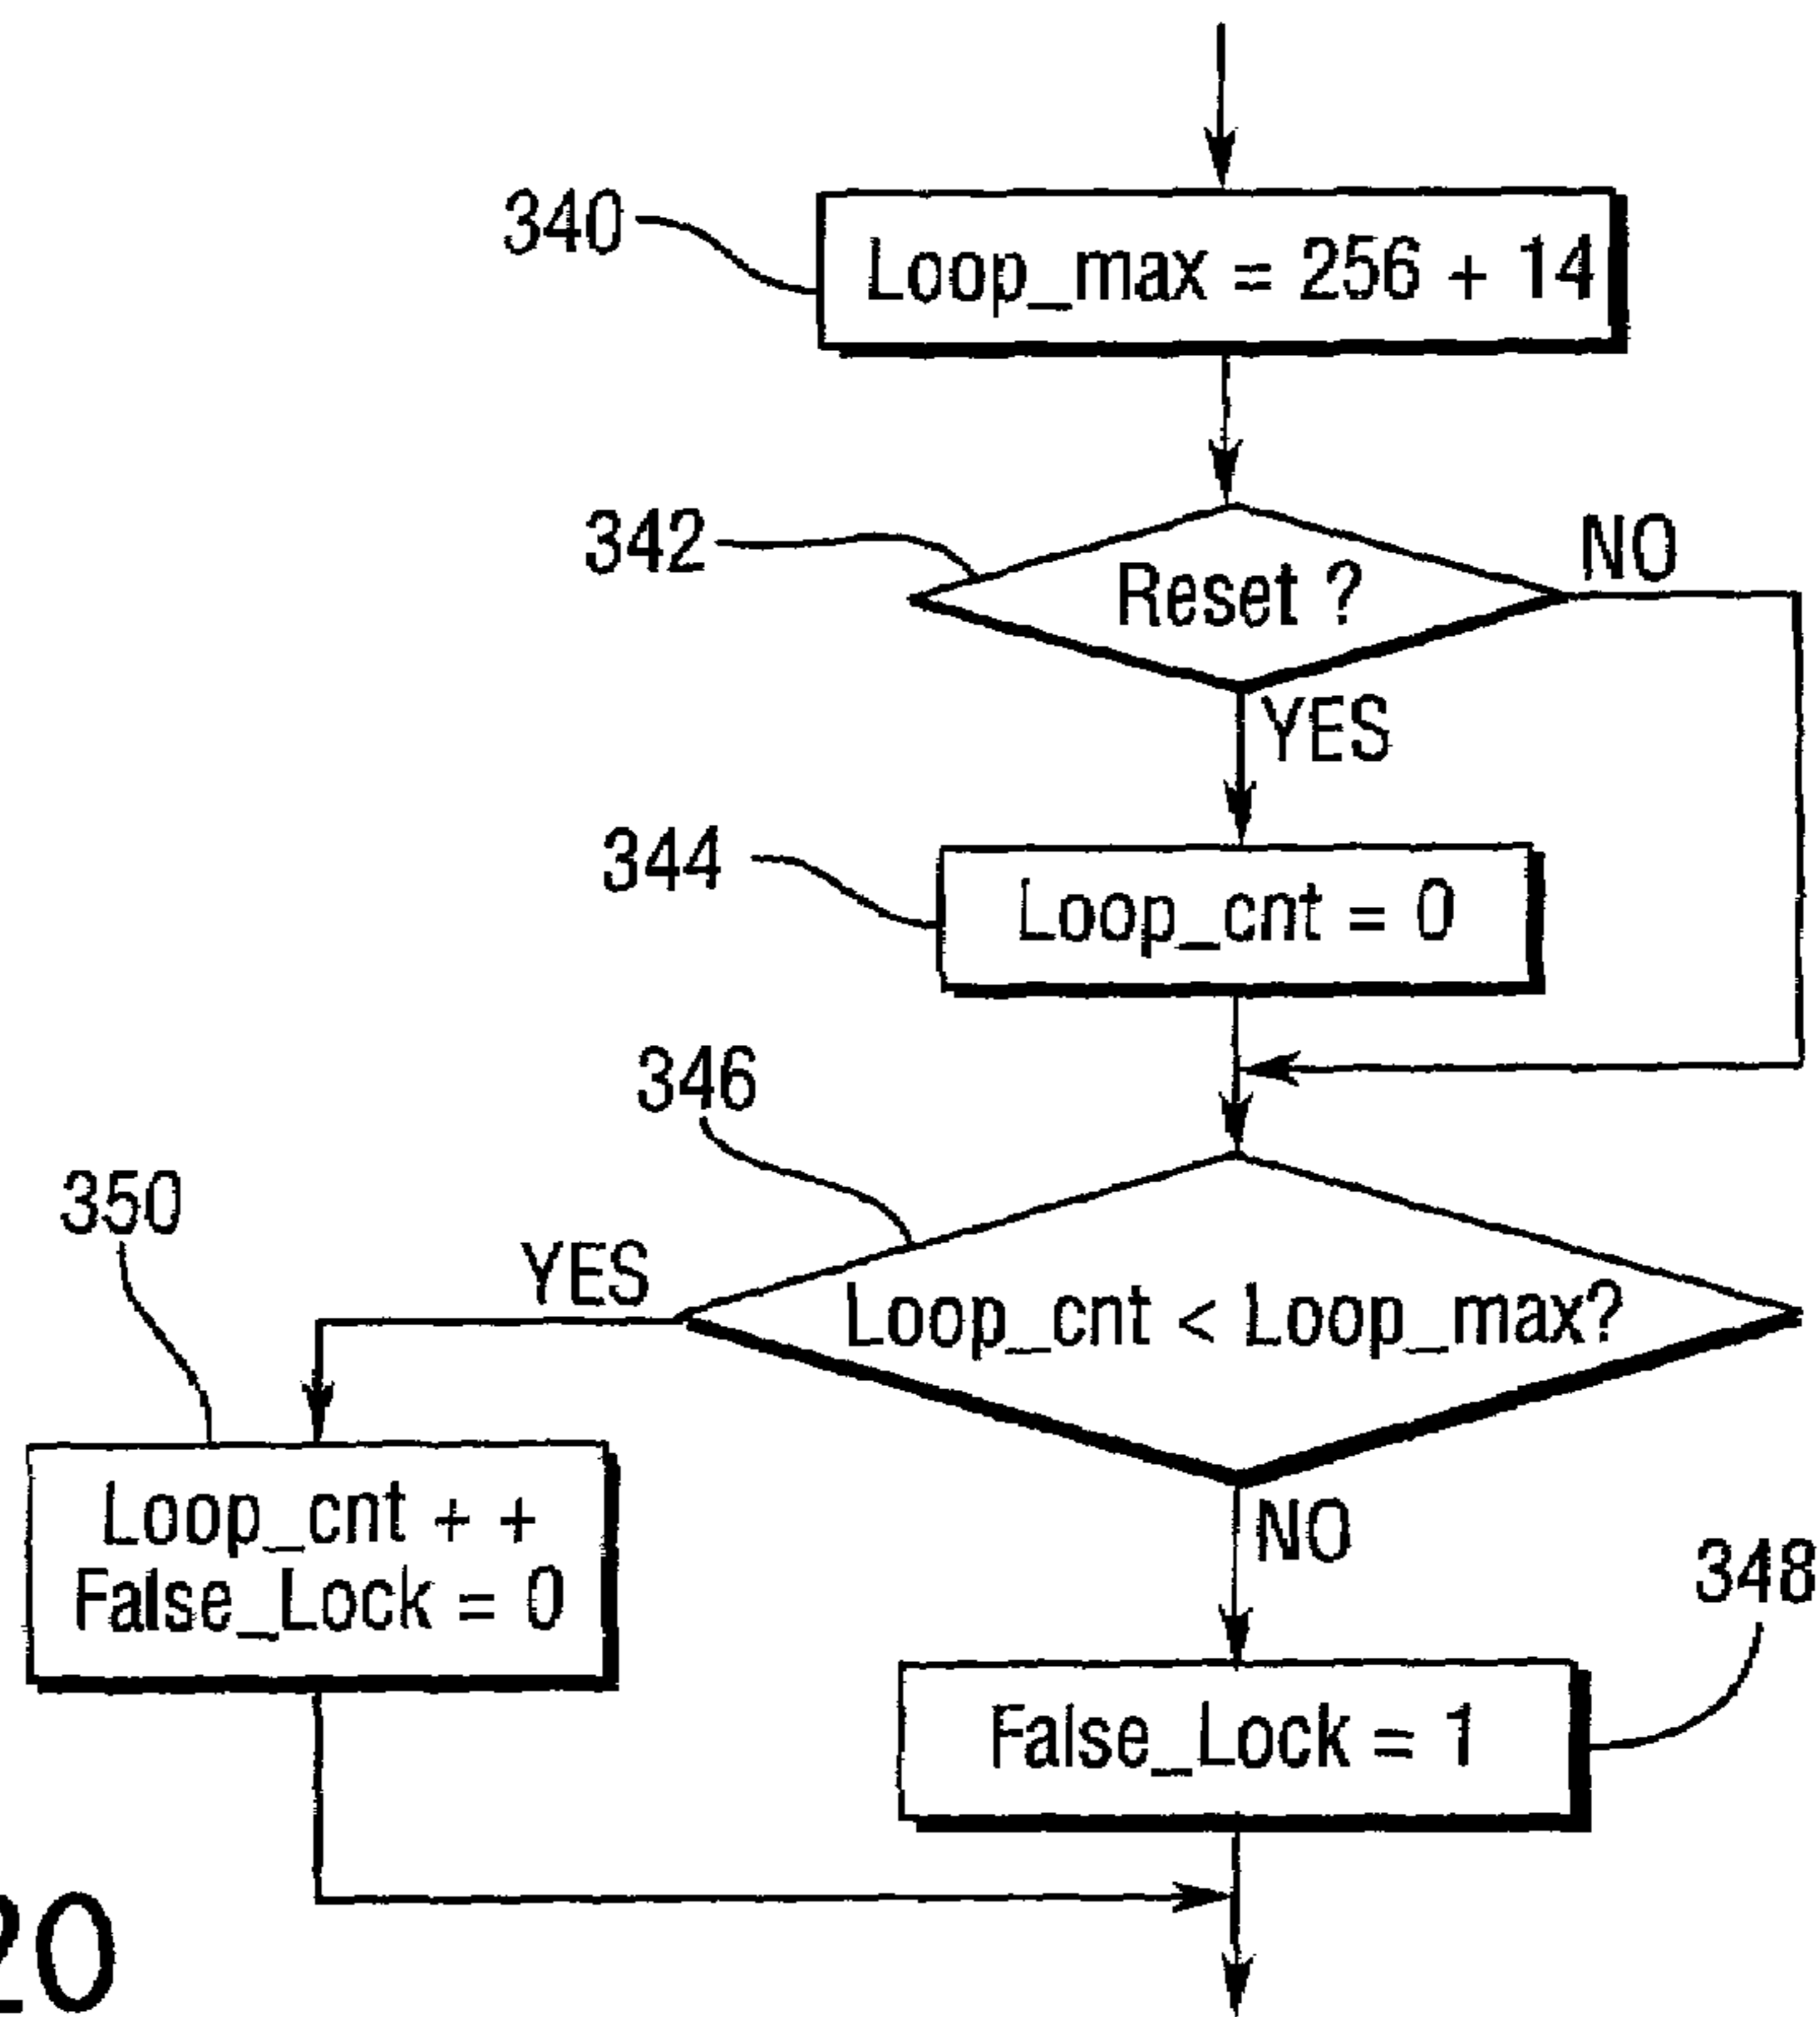 340
Loop_max = 256 + 14
342
Reset ?
NO
YES
344
Loop_cnt = 0
346
350
YES
Loop_cnt < Loop_max?
Loop_cnt + +
False_Lock = 0
NO
348
False_Lock = 1
20